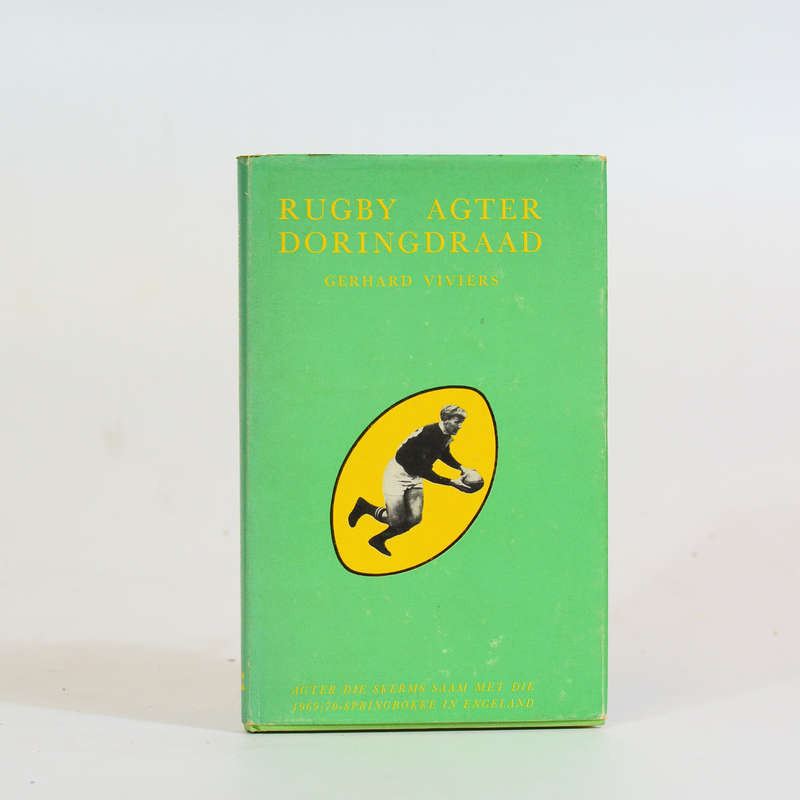 RUGBY AGTER
DORINGDRAAD
GERHARD VIVIERS
AGTER DIE SKERMS SAAM MET DIE
1969-70-SPRINGBOKKE IN ENGELAND